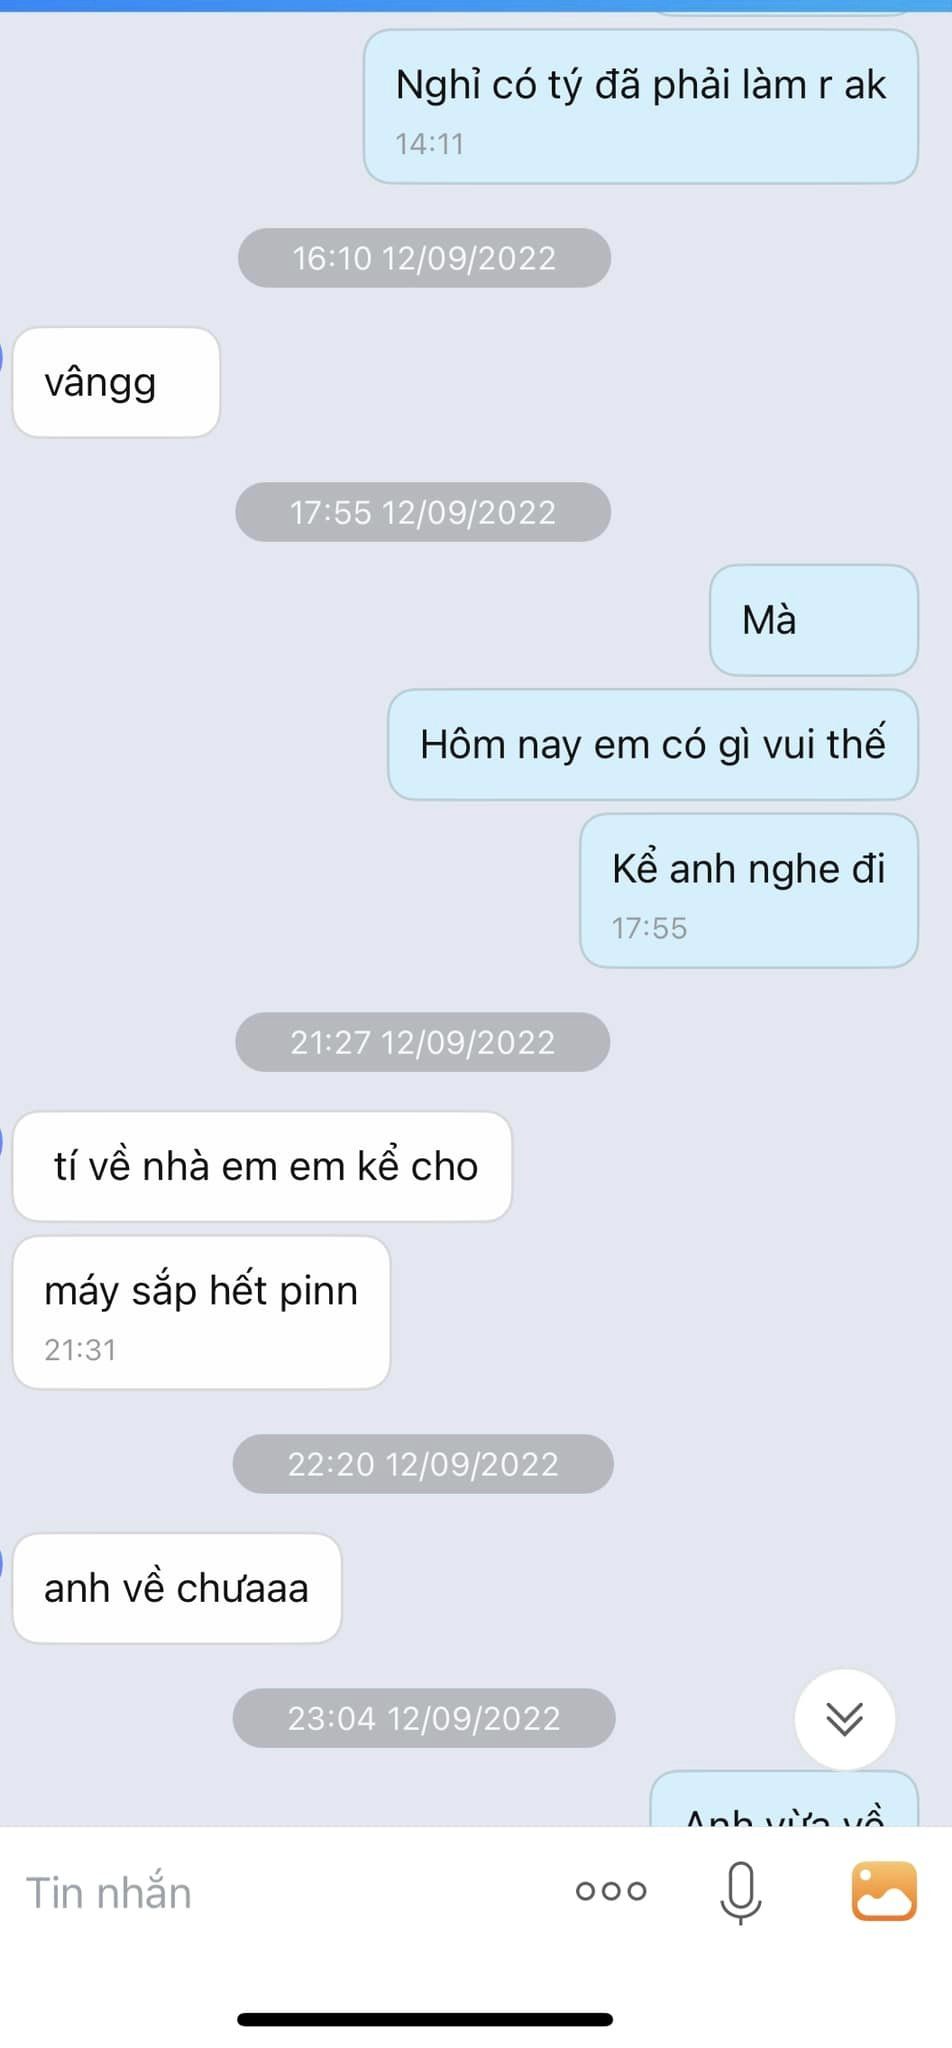 Nghỉ có tý đã phải làm r ak
14:11
16:10 12/09/2022
vângg
17:55 12/09/2022
Mà
Hôm nay em có gì vui thế
Kể anh nghe đi
17:55
21:27 12/09/2022
tí về nhà em em kể cho
máy sắp hết pinn
21:31
22:20 12/09/2022
anh về chưaaa
23:04 12/09/2022
Anh vừa về
Tin nhắn